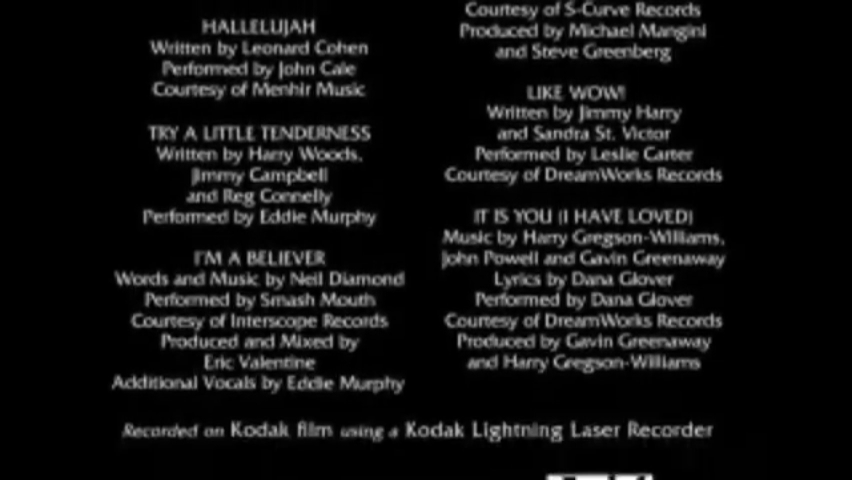 HALLELUJAH
Written by Leonard Cohen
Performed by John Cale
Courtesy of Menhir Music
TRY A LITTLE TENDERNESS
Written by Harry Woods,
Jimmy Campbell
and Reg Connelly
Performed by Eddie Murphy
I'M A BELIEVER
Words and Music by Neil Diamond
Performed by Smash Mouth
Courtesy of Interscope Records
Produced and Mixed by
Eric Valentine
Additional Vocals by Eddie Murphy
Courtesy of S-Curve Records
Produced by Michael Mangini
and Steve Greenberg
LIKE WOW!
Written by Jimmy Harry
and Sandra St. Victor
Performed by Leslie Carter
Courtesy of DreamWorks Records
IT IS YOU (I HAVE LOVED)
Music by Harry Gregson-Williams,
John Powell and Gavin Greenaway
Lyrics by Dana Glover
Performed by Dana Glover
Courtesy of DreamWorks Records
Produced by Gavin Greenaway
and Harry Gregson-Williams
Recorded on Kodak film using a Kodak Lightning Laser Recorder